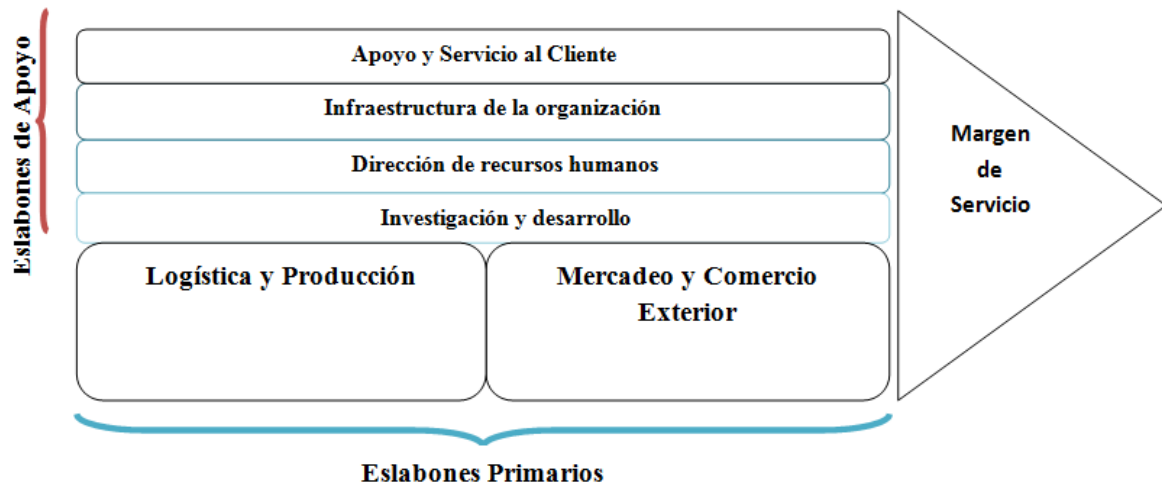 Eslabones de Apoyo
Apoyo y Servicio al Cliente
Infraestructura de la organización
Dirección de recursos humanos
Investigación y desarrollo
Logística y Producción
Mercadeo y Comercio
Exterior
Margen
de
Servicio
Eslabones Primarios